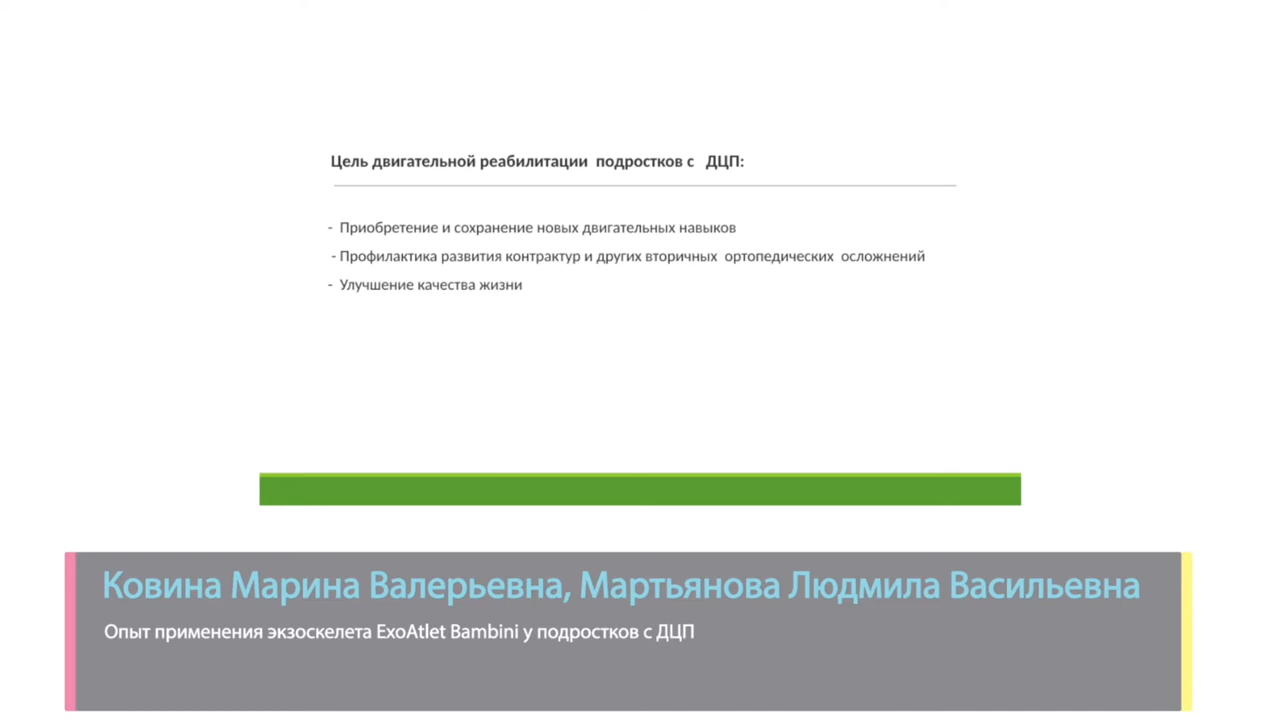 Цель двигательной реабилитации подростков с ДЦП:
- Приобретение и сохранение новых двигательных навыков
- Профилактика развития контрактур и других вторичных ортопедических осложнений
- Улучшение качества жизни
Ковина Марина Валерьевна, Мартьянова Людмила Васильевна
Опыт применения экзоскелета ExoAtlet Bambini у подростков с ДЦП